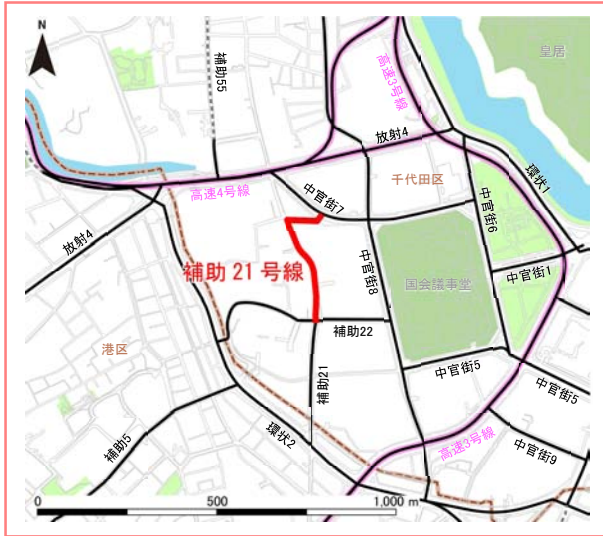 N
皇居
補助55
高速3号線
放射4
千代田区
環状1
高速4号線
中官街7
中官街6
放射4
補助21号線
中官街8
国会議事堂
中官街1
港区
補助22
中官街5
補助21
中官街5
補助5
環状2
高速3号線
中官街9
0 500 1,000 m